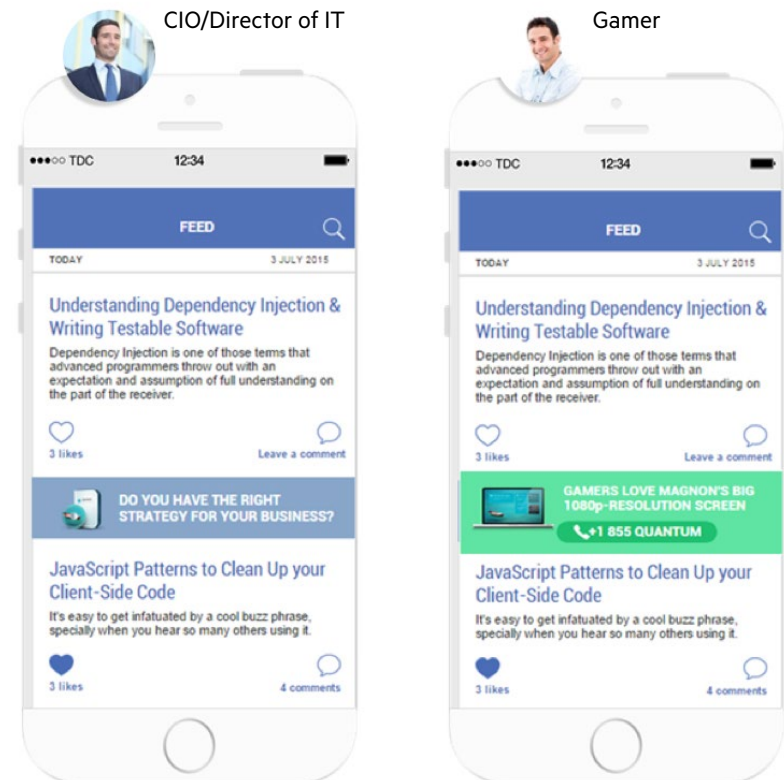 CIO/Director of IT
TDC 12:34
FEED
TODAY 3 JULY 2015
Understanding Dependency Injection &
Writing Testable Software
Dependency Injection is one of those terms that
advanced programmers throw out with an
expectation and assumption of full understanding on
the part of the receiver.
3 likes Leave a comment
DO YOU HAVE THE RIGHT
STRATEGY FOR YOUR BUSINESS?
JavaScript Patterns to Clean Up your
Client-Side Code
It's easy to get infatuated by a cool buzz phrase,
specially when you hear so many others using it.
3 likes 4 comments
Gamer
TDC 12:34
FEED
TODAY 3 JULY 2015
Understanding Dependency Injection &
Writing Testable Software
Dependency Injection is one of those terms that
advanced programmers throw out with an
expectation and assumption of full understanding on
the part of the receiver.
3 likes Leave a comment
GAMERS LOVE MAGNON'S BIG
1080p-RESOLUTION SCREEN
+1 855 QUANTUM
JavaScript Patterns to Clean Up your
Client-Side Code
It's easy to get infatuated by a cool buzz phrase,
specially when you hear so many others using it.
3 likes 4 comments